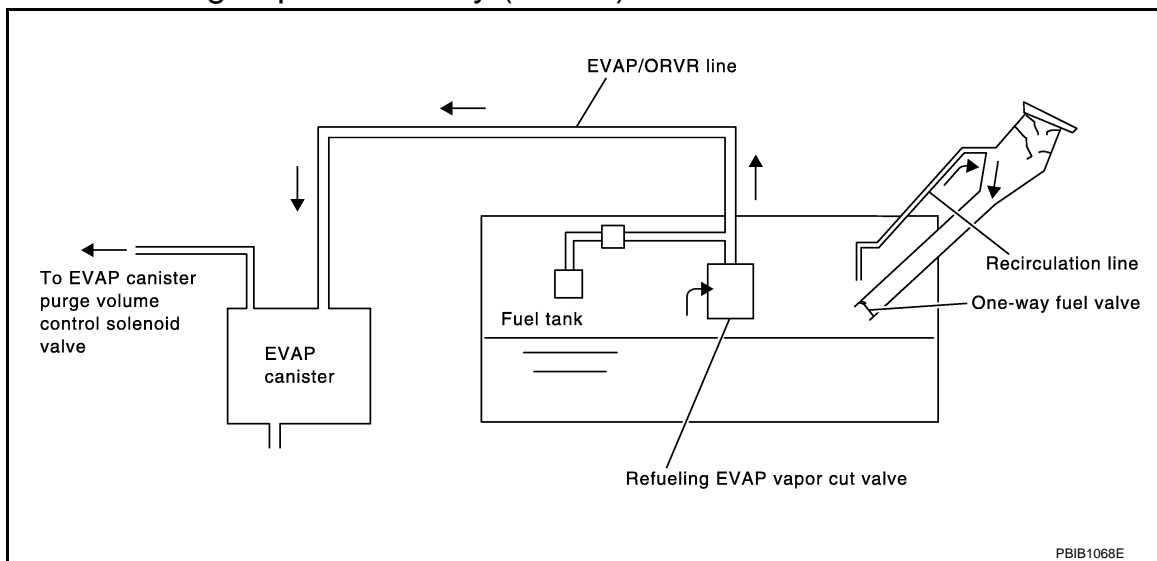 EVAP/ORVR line
To EVAP canister
purge volume
control solenoid
valve
EVAP
canister
Fuel tank
Recirculation line
One-way fuel valve
Refueling EVAP vapor cut valve
PBIB1068E